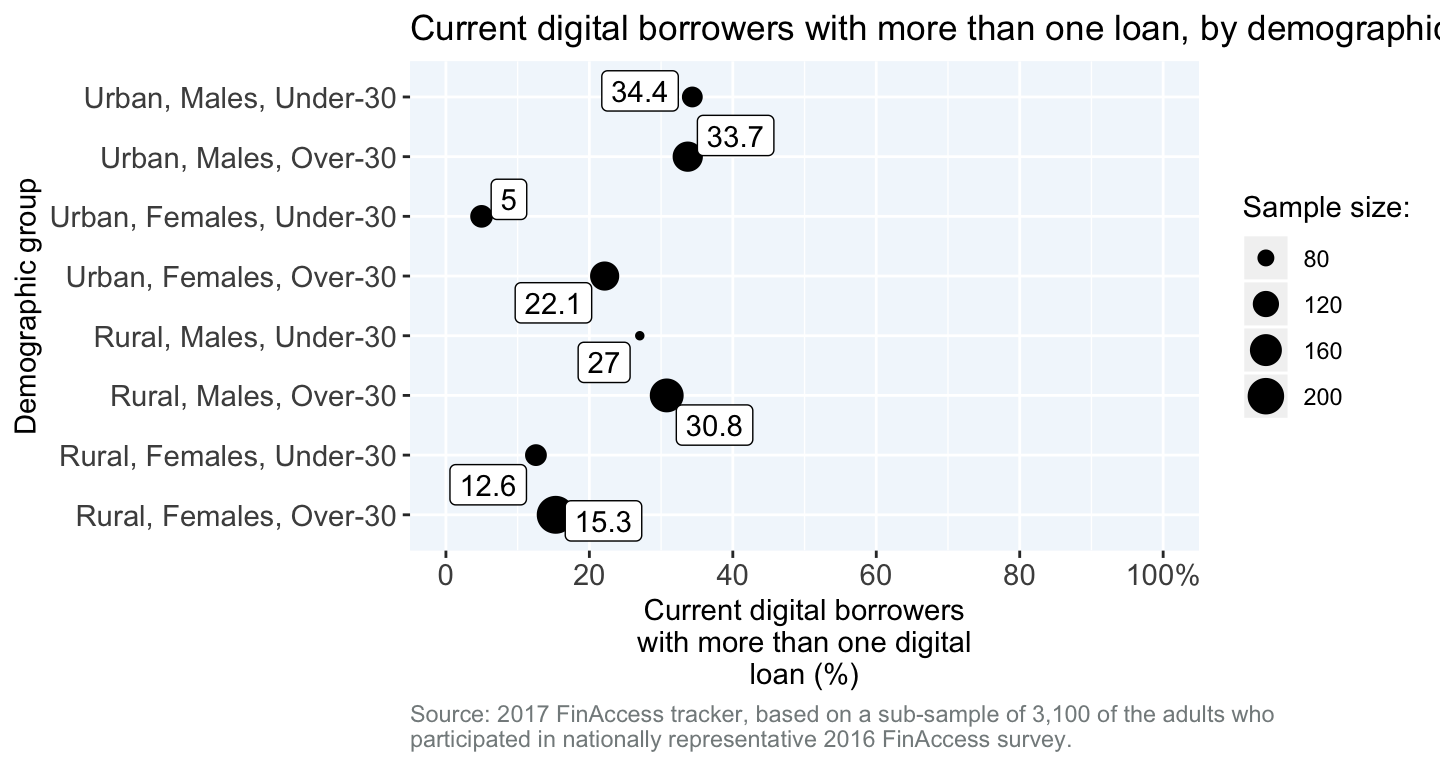 Current digital borrowers with more than one loan, by demographic
Urban, Males, Under-30
34.4
33.7
Urban, Males, Over-30
5
Urban, Females, Under-30
Urban, Females, Over-30
22.1
Rural, Males, Under-30
27
Rural, Males, Over-30
30.8
Rural, Females, Under-30
12.6
Rural, Females, Over-30
15.3
Demographic group
0 20 40 60 80 100%
Current digital borrowers
with more than one digital
loan (%)
Sample size:
80
120
160
200
Source: 2017 FinAccess tracker, based on a sub-sample of 3,100 of the adults who
participated in nationally representative 2016 FinAccess survey.